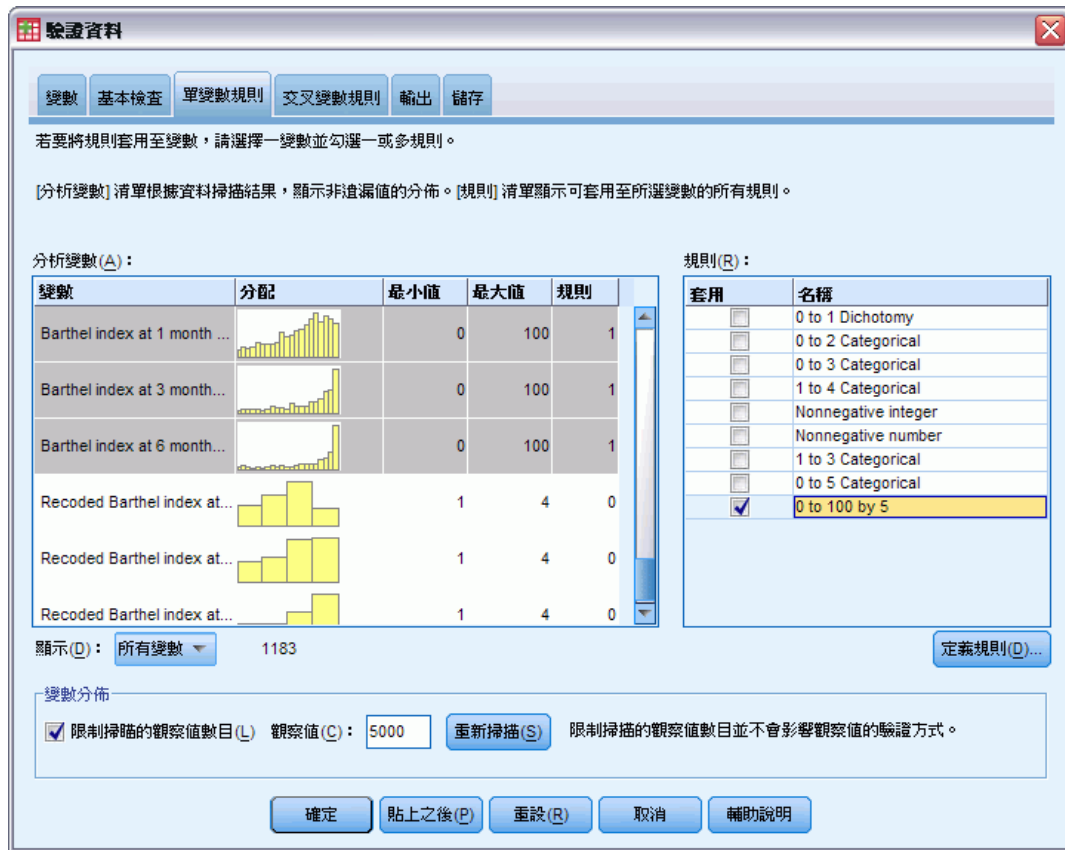 驗證資料
變數 基本檢查 單變數規則 交叉變數規則 輸出 儲存
若要將規則套用至變數，請選擇一變數並勾選一或多規則。
[分析變數] 清單根據資料掃描結果，顯示非遺漏值的分佈。[規則] 清單顯示可套用至所選變數的所有規則。
分析變數(A)：
變數 分配 最小值 最大值 規則
Barthel index at 1 month ... 0 100 1
Barthel index at 3 month... 0 100 1
Barthel index at 6 month... 0 100 1
Recoded Barthel index at... 1 4 0
Recoded Barthel index at... 1 4 0
Recoded Barthel index at... 1 4 0
規則(R)：
套用 名稱
0 to 1 Dichotomy
0 to 2 Categorical
0 to 3 Categorical
1 to 4 Categorical
Nonnegative integer
Nonnegative number
1 to 3 Categorical
0 to 5 Categorical
0 to 100 by 5
顯示(D)： 所有變數 1183
定義規則(D)...
變數分佈
限制掃瞄的觀察值數目(L) 觀察值(C)： 5000 重新掃描(S) 限制掃描的觀察值數目並不會影響觀察值的驗證方式。
確定 貼上之後(P) 重設(R) 取消 輔助說明